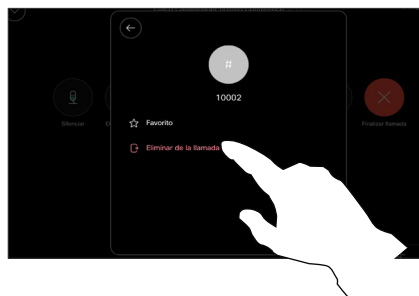 #
10002
Silenciar
Finalizar llamada
Favorito
Eliminar de la llamada